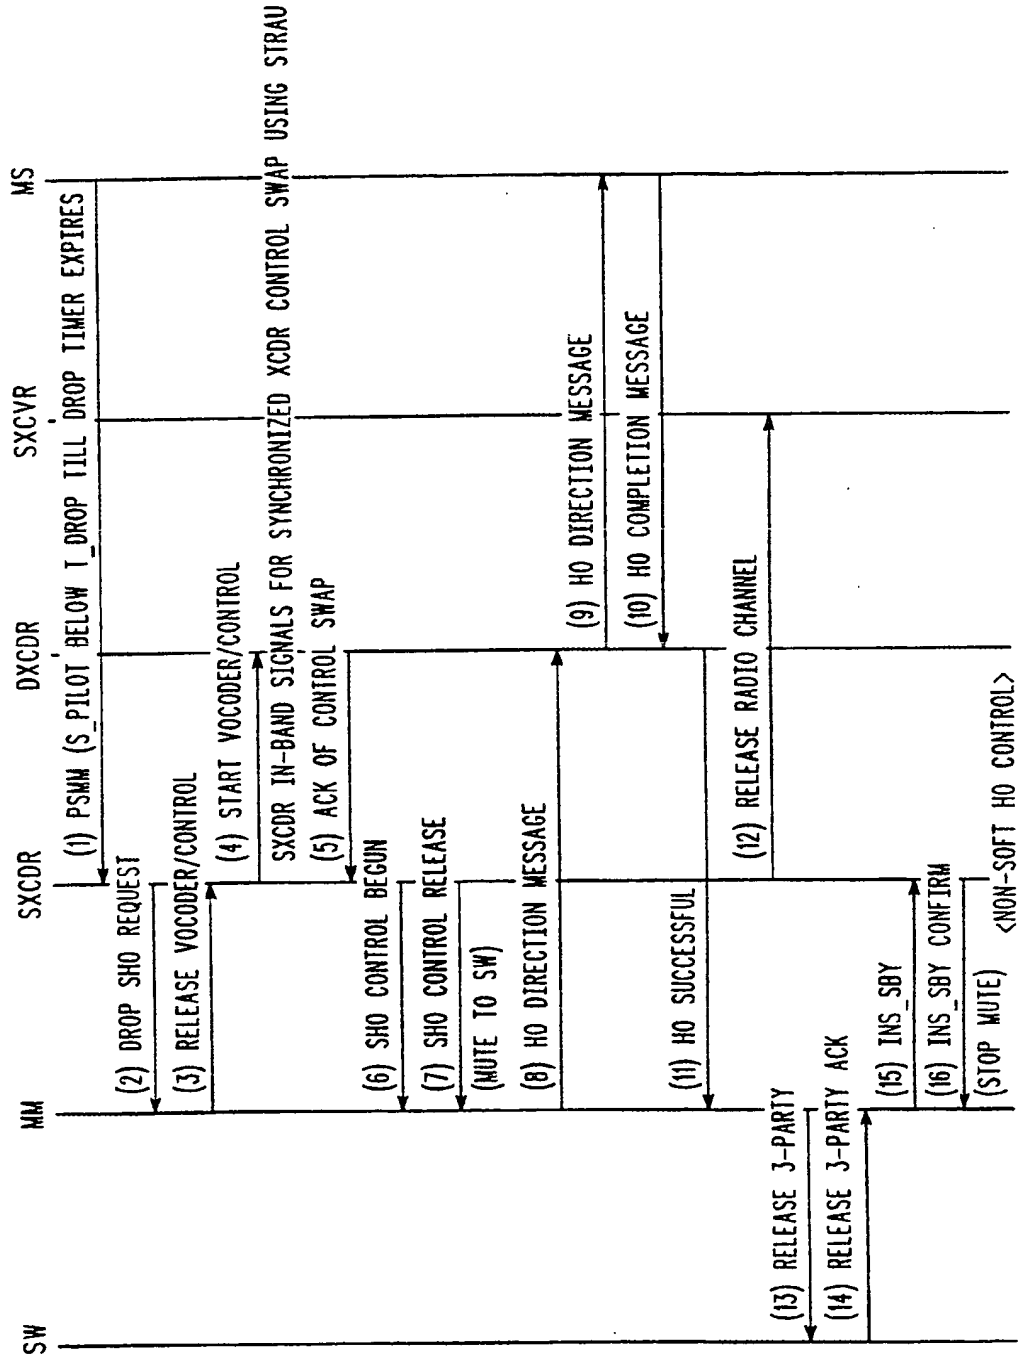 SW
MM
SXCDR
DXCDR
SXCVR
MS
(1) PSMM (S_PILOT BELOW T_DROP TILL DROP TIMER EXPIRES
(2) DROP SHO REQUEST
(3) RELEASE VOCODER/CONTROL
(4) START VOCODER/CONTROL
SXCDR IN-BAND SIGNALS FOR SYNCHRONIZED XCDR CONTROL SWAP USING STRAU
(5) ACK OF CONTROL SWAP
(6) SHO CONTROL BEGUN
(7) SHO CONTROL RELEASE
(MUTE TO SW)
(8) HO DIRECTION MESSAGE
(9) HO DIRECTION MESSAGE
(10) HO COMPLETION MESSAGE
(11) HO SUCCESSFUL
(12) RELEASE RADIO CHANNEL
(13) RELEASE 3-PARTY
(14) RELEASE 3-PARTY ACK
(15) INS_SBY
(16) INS_SBY CONFIRM
(STOP MUTE)
<NON-SOFT HO CONTROL>